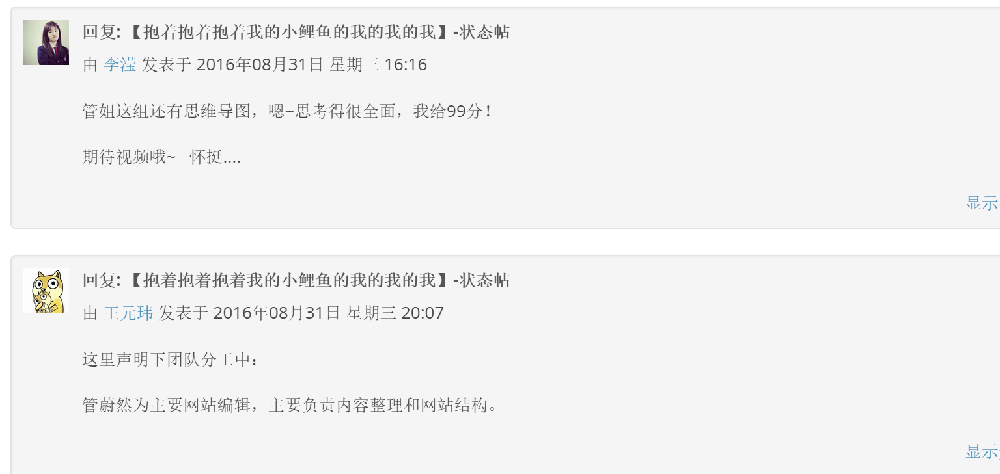 回复: 【抱着抱着抱着我的小鲤鱼的我的我的我】-状态帖
由 李滢 发表于 2016年08月31日 星期三 16:16
管姐这组还有思维导图，嗯~思考得很全面，我给99分！
期待视频哦~ 怀挺....
显示
回复: 【抱着抱着抱着我的小鲤鱼的我的我的我】-状态帖
由 王元玮 发表于 2016年08月31日 星期三 20:07
这里声明下团队分工中：
管蔚然为主要网站编辑，主要负责内容整理和网站结构。
显示